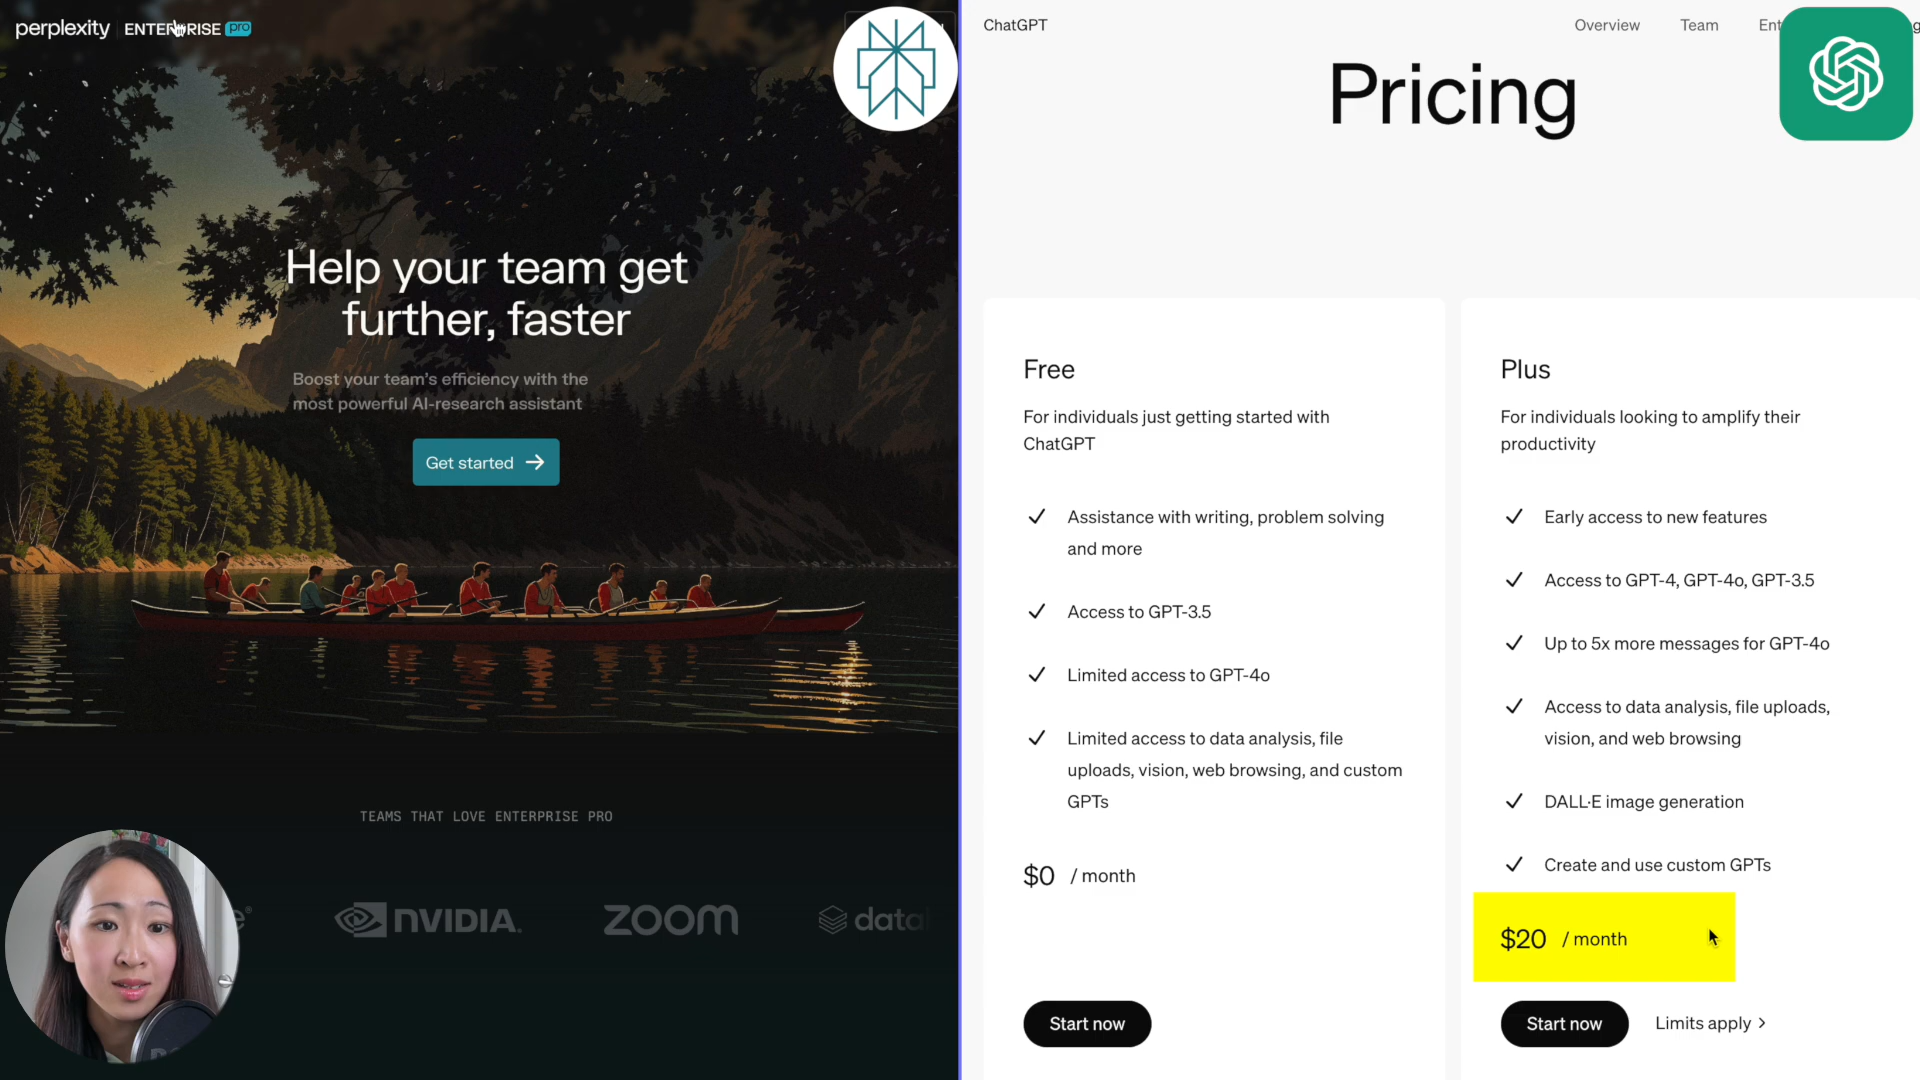 perplexity ENTERPRISE pro
Help your team get
further, faster
Boost your team's efficiency with the
most powerful AI-research assistant
Get started
TEAMS THAT LOVE ENTERPRISE PRO
NVIDIA.
zoom
ChatGPT
Overview Team
Pricing
Free
For individuals just getting started with
ChatGPT
Assistance with writing, problem solving
and more
Access to GPT-3.5
Limited access to GPT-4o
Limited access to data analysis, file
uploads, vision, web browsing, and custom
GPTs
$0 / month
Start now
Plus
For individuals looking to amplify their
productivity
Early access to new features
Access to GPT-4, GPT-4o, GPT-3.5
Up to 5x more messages for GPT-4o
Access to data analysis, file uploads,
vision, and web browsing
DALL·E image generation
Create and use custom GPTs
$20 / month
Start now Limits apply